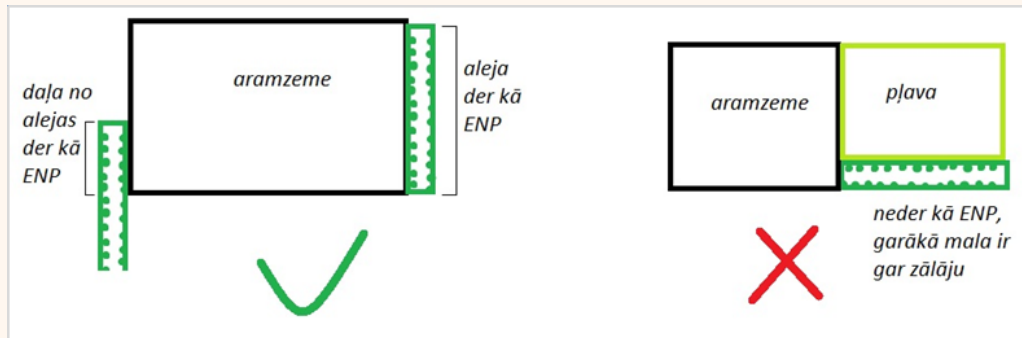 daļa no
alejas
der kā
ENP
aramzeme
aleja
der kā
ENP
aramzeme
pļava
neder kā ENP,
garākā mala ir
gar zālāju